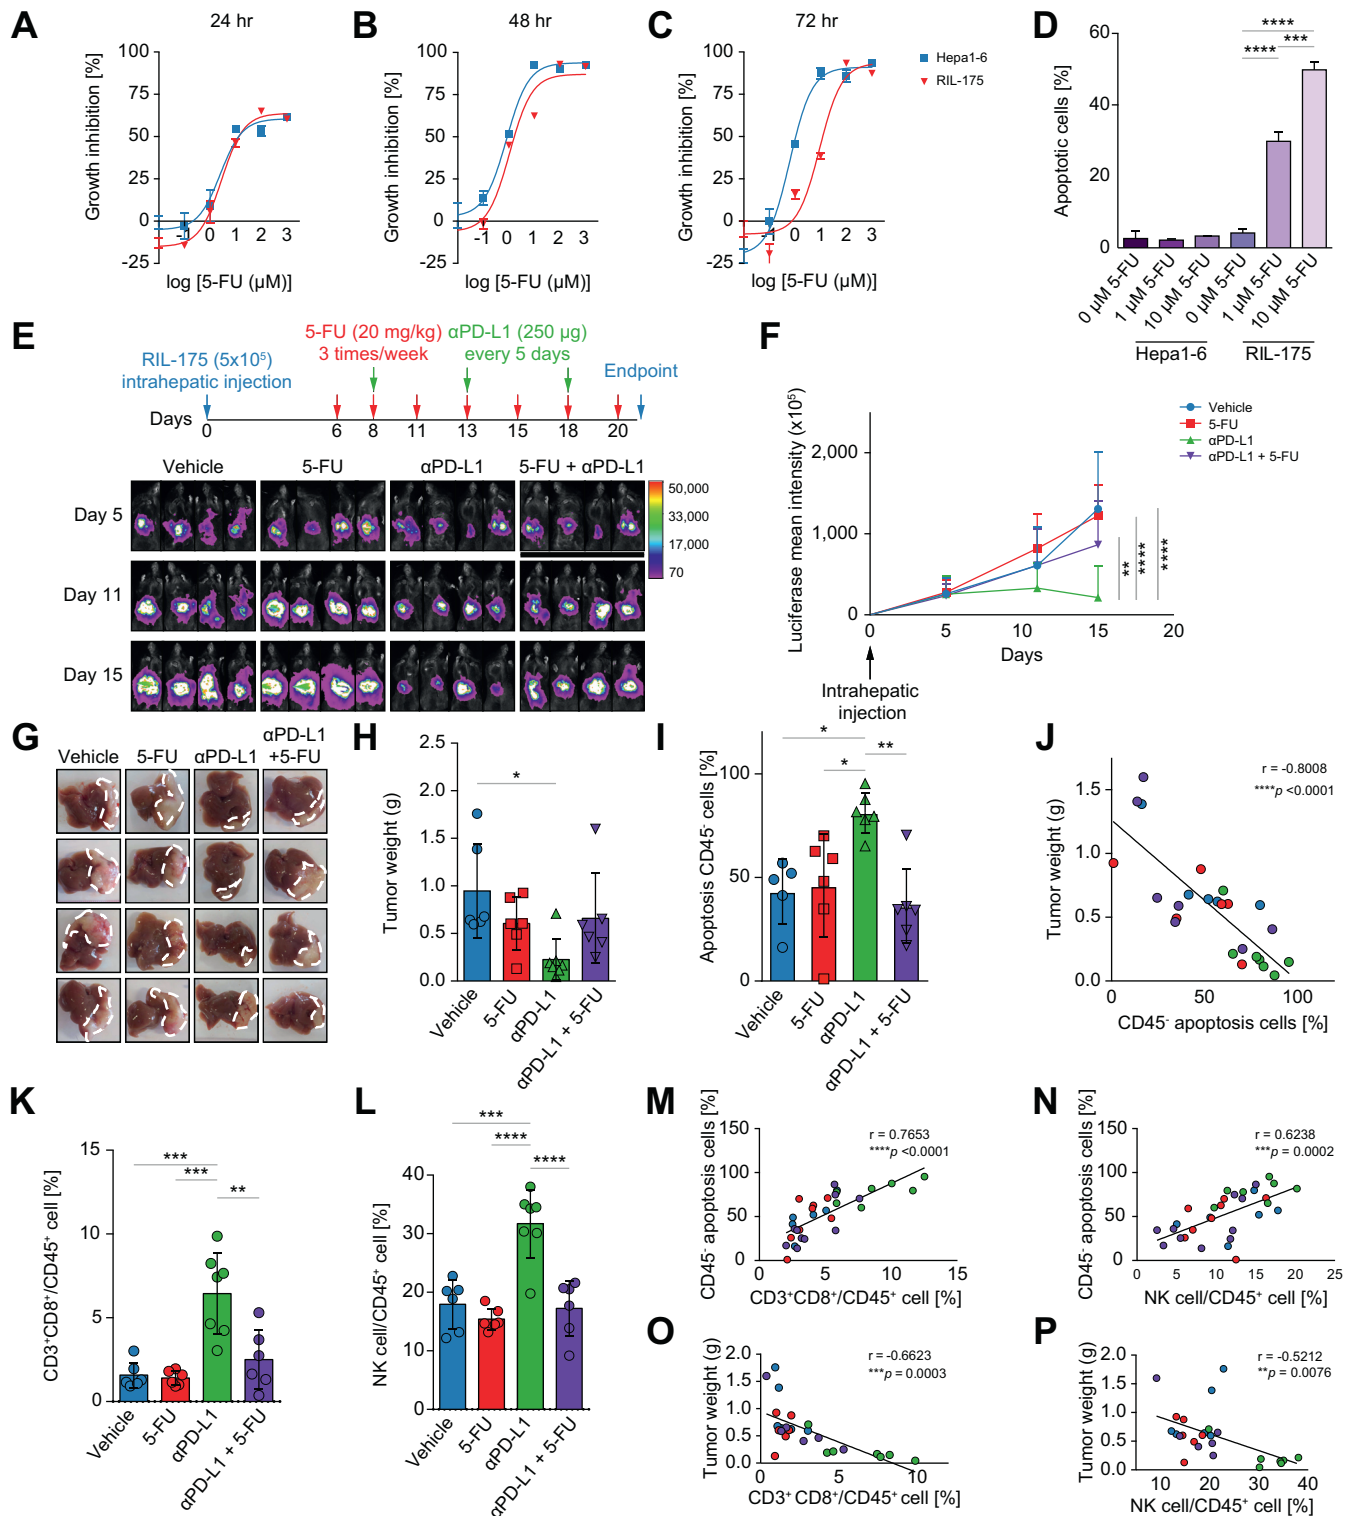 A
24 hr
Growth inhibition [%]
100
75
50
25
0
-25
-1
0
1
2
3
log [5-FU (µM)]
B
48 hr
Growth inhibition [%]
100
75
50
25
0
-25
-1
0
1
2
3
log [5-FU (µM)]
C
72 hr
Growth inhibition [%]
100
75
50
25
0
-25
-1
0
1
2
3
log [5-FU (µM)]
Hepa1-6
RIL-175
D
Apoptotic cells [%]
60
40
20
0
****
****
***
0 µM 5-FU
1 µM 5-FU
10 µM 5-FU
0 µM 5-FU
1 µM 5-FU
10 µM 5-FU
Hepa1-6
RIL-175
E
RIL-175 (5x10⁵)
intrahepatic injection
5-FU (20 mg/kg)
3 times/week
αPD-L1 (250 µg)
every 5 days
Endpoint
Days
0
6
8
11
13
15
18
20
Vehicle
5-FU
αPD-L1
5-FU + αPD-L1
Day 5
Day 11
Day 15
50,000
33,000
17,000
70
F
Luciferase mean intensity (x10⁵)
2,000
1,000
0
0
5
10
15
20
Days
Intrahepatic
injection
Vehicle
5-FU
αPD-L1
αPD-L1 + 5-FU
**
****
****
G
Vehicle
5-FU
αPD-L1
αPD-L1
+5-FU
H
Tumor weight (g)
2.5
2.0
1.5
1.0
0.5
0.0
*
Vehicle
5-FU
αPD-L1
αPD-L1 + 5-FU
I
Apoptosis CD45⁻ cells [%]
100
50
0
*
*
**
Vehicle
5-FU
αPD-L1
αPD-L1 + 5-FU
J
Tumor weight (g)
1.5
1.0
0.5
0.0
0
50
100
CD45⁻ apoptosis cells [%]
r = -0.8008
****p <0.0001
K
CD3⁺CD8⁺/CD45⁺ cell [%]
15
10
5
0
***
***
**
Vehicle
5-FU
αPD-L1
αPD-L1 + 5-FU
L
NK cell/CD45⁺ cell [%]
40
30
20
10
0
***
****
****
Vehicle
5-FU
αPD-L1
αPD-L1 + 5-FU
M
CD45⁻ apoptosis cells [%]
150
100
50
0
0
5
10
15
CD3⁺CD8⁺/CD45⁺ cell [%]
r = 0.7653
****p <0.0001
N
CD45⁻ apoptosis cells [%]
150
100
50
0
0
5
10
15
20
25
NK cell/CD45⁺ cell [%]
r = 0.6238
***p = 0.0002
O
Tumor weight (g)
2.0
1.5
1.0
0.5
0.0
0
5
10
CD3⁺ CD8⁺/CD45⁺ cell [%]
r = -0.6623
***p = 0.0003
P
Tumor weight (g)
2.0
1.5
1.0
0.5
0.0
10
20
30
40
NK cell/CD45⁺ cell [%]
r = -0.5212
**p = 0.0076